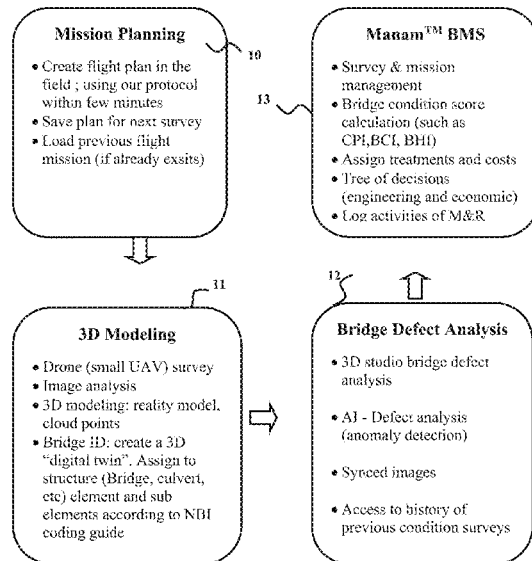 Mission Planning
10
• Create flight plan in the
field ; using our protocol
within few minutes
• Save plan for next survey
• Load previous flight
mission (if already exsits)
Manam™ BMS
13
• Survey & mission
management
• Bridge condition score
calculation (such as
CPI,BCI, BHI)
• Assign treatments and costs
• Tree of decisions
(engineering and economic)
• Log activities of M&R
11
3D Modeling
• Drone (small UAV) survey
• Image analysis
• 3D modeling: reality model,
cloud points
• Bridge ID: create a 3D
"digital twin". Assign to
structure (Bridge, culvert,
etc) element and sub
elements according to NBI
coding guide
12
Bridge Defect Analysis
• 3D studio bridge defect
analysis
• AI - Defect analysis
(anomaly detection)
• Synced images
• Access to history of
previous condition surveys